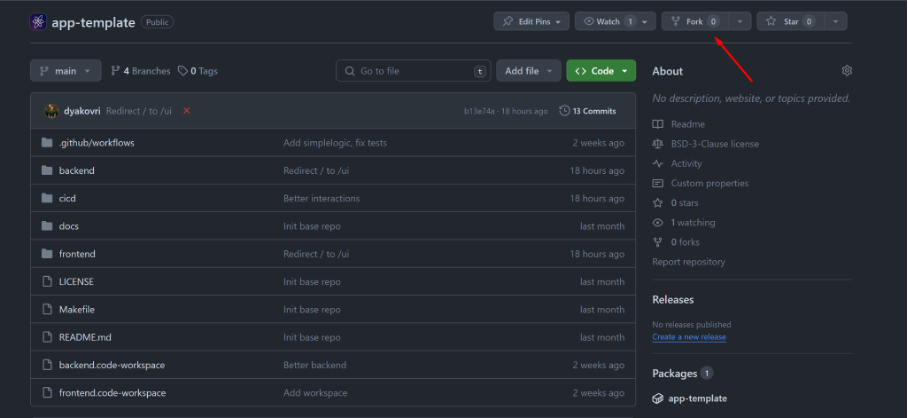 app-template Public Edit Pins Watch 1 Fork 0 Star 0
main 4 Branches 0 Tags Go to file t Add file Code
dyakovri Redirect / to /ui b13e74a · 18 hours ago 13 Commits
.github/workflows Add simplelogic, fix tests 2 weeks ago
backend Redirect / to /ui 18 hours ago
cicd Better interactions 18 hours ago
docs Init base repo last month
frontend Redirect / to /ui 18 hours ago
LICENSE Init base repo last month
Makefile Init base repo last month
README.md Init base repo last month
backend.code-workspace Better backend 2 weeks ago
frontend.code-workspace Add workspace 2 weeks ago
About
No description, website, or topics provided.
Readme
BSD-3-Clause license
Activity
Custom properties
0 stars
1 watching
0 forks
Report repository
Releases
No releases published
Create a new release
Packages 1
app-template